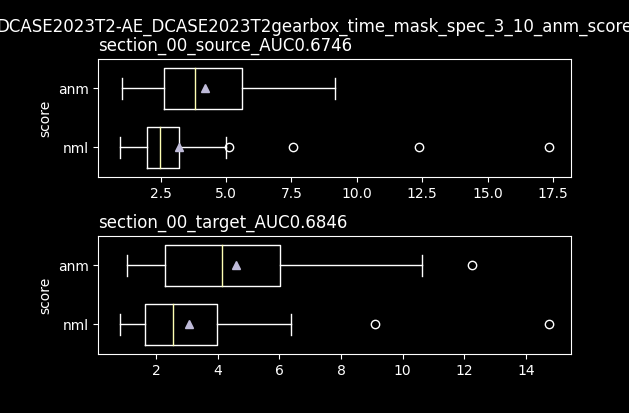 DCASE2023T2-AE_DCASE2023T2gearbox_time_mask_spec_3_10_anm_score
section_00_source_AUC0.6746
anm
score
nml
2.5 5.0 7.5 10.0 12.5 15.0 17.5
section_00_target_AUC0.6846
anm
score
nml
2 4 6 8 10 12 14